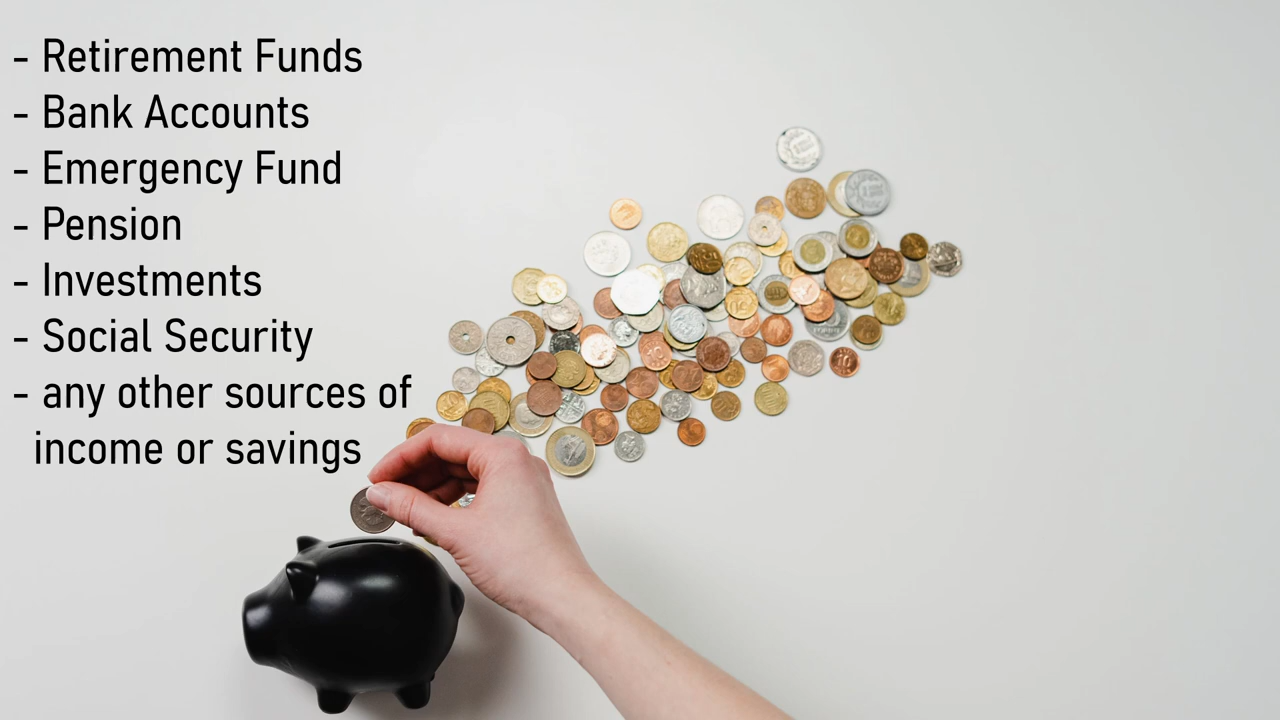 - Retirement Funds
- Bank Accounts
- Emergency Fund
- Pension
- Investments
- Social Security
- any other sources of
income or savings